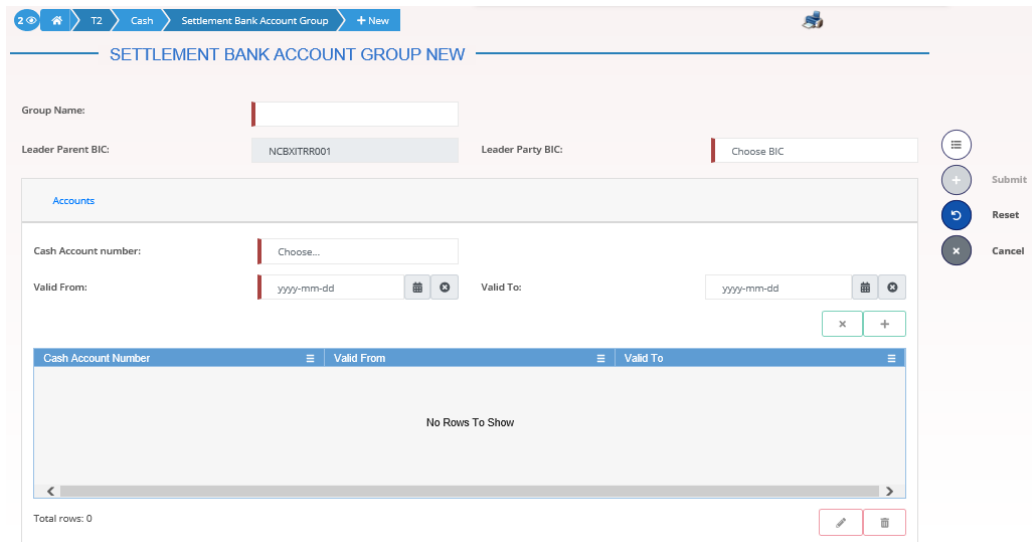 2 T2 Cash Settlement Bank Account Group + New
SETTLEMENT BANK ACCOUNT GROUP NEW
Group Name:
Leader Parent BIC: NCBXITRR001 Leader Party BIC: Choose BIC
Submit
Accounts
Reset
Cash Account number: Choose...
Cancel
Valid From: yyyy-mm-dd Valid To: yyyy-mm-dd
Cash Account Number Valid From Valid To
No Rows To Show
Total rows: 0